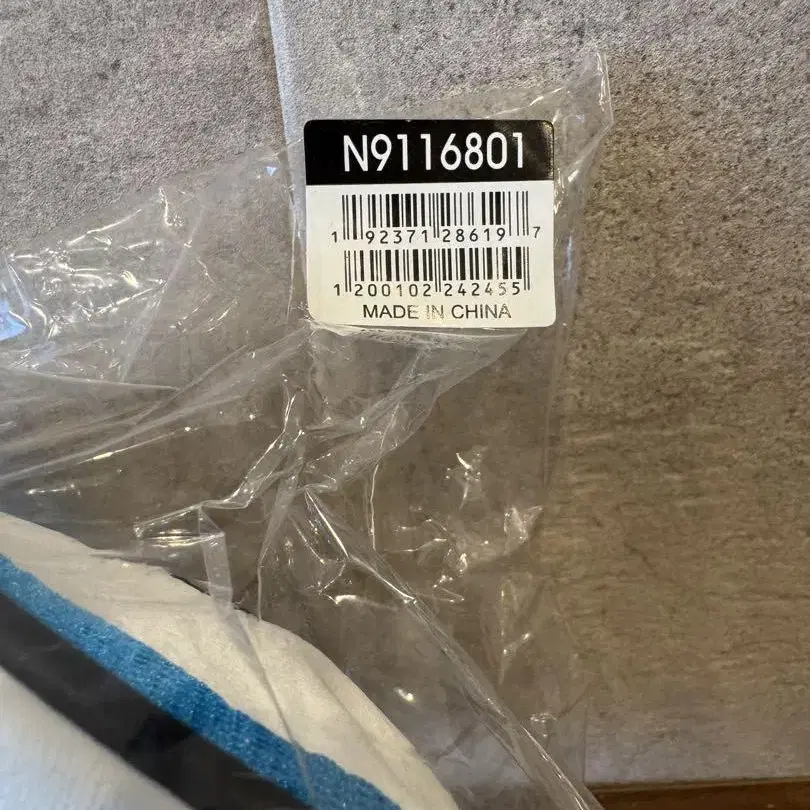 N9116801
1 92371 28619 7
1 200102 242455
MADE IN CHINA